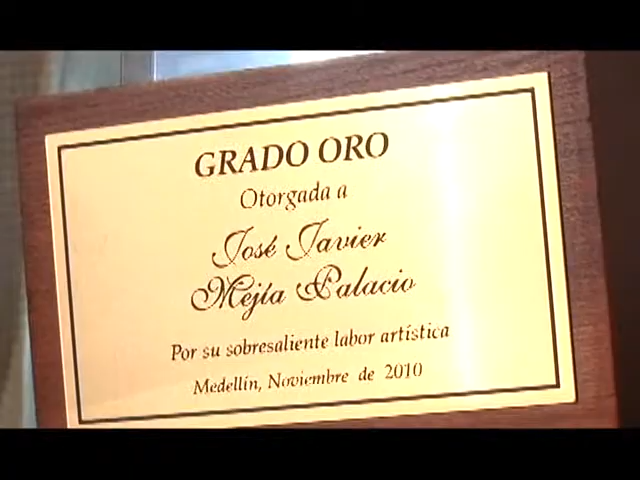 GRADO ORO
Otorgada a
José Javier
Mejía Palacio
Por su sobresaliente labor artística
Medellín, Noviembre de 2010